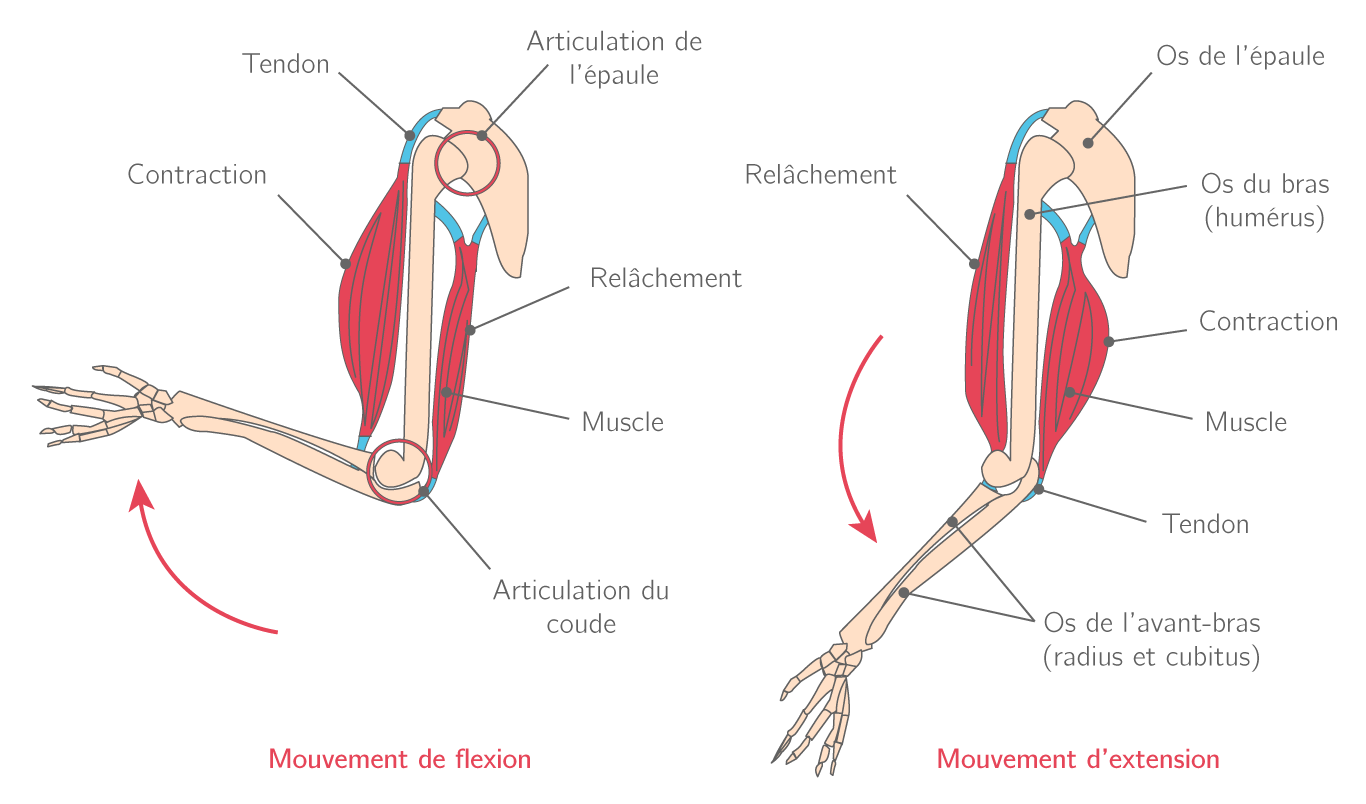 Tendon
Articulation de
l'épaule
Contraction
Relâchement
Muscle
Articulation du
coude
Mouvement de flexion
Os de l'épaule
Relâchement
Os du bras
(humérus)
Contraction
Muscle
Tendon
Os de l'avant-bras
(radius et cubitus)
Mouvement d'extension